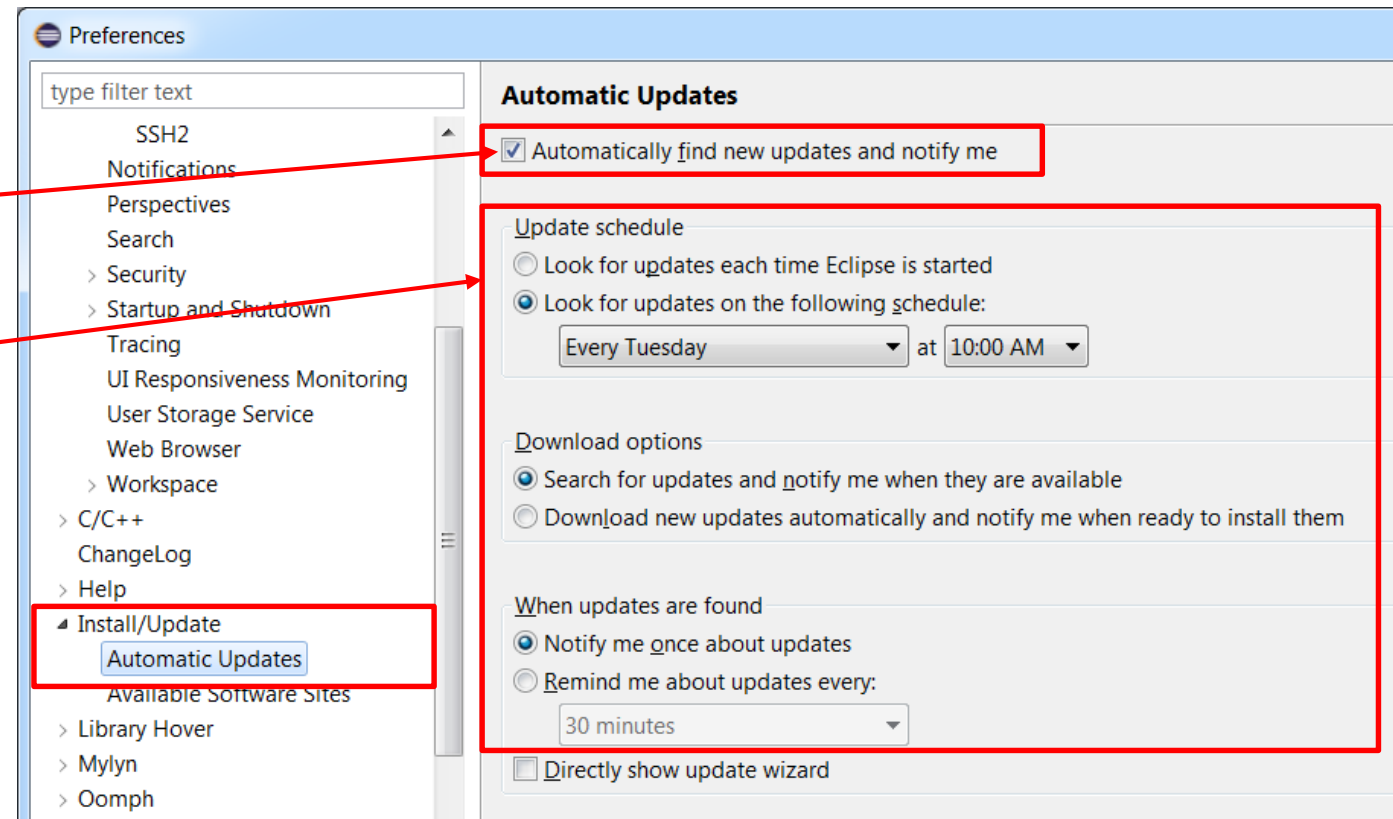 Preferences
type filter text
SSH2
Notifications
Perspectives
Search
Security
Startup and Shutdown
Tracing
UI Responsiveness Monitoring
User Storage Service
Web Browser
Workspace
C/C++
ChangeLog
Help
Install/Update
Automatic Updates
Available Software Sites
Library Hover
Mylyn
Oomph
Automatic Updates
Automatically find new updates and notify me
Update schedule
Look for updates each time Eclipse is started
Look for updates on the following schedule:
Every Tuesday at 10:00 AM
Download options
Search for updates and notify me when they are available
Download new updates automatically and notify me when ready to install them
When updates are found
Notify me once about updates
Remind me about updates every:
30 minutes
Directly show update wizard